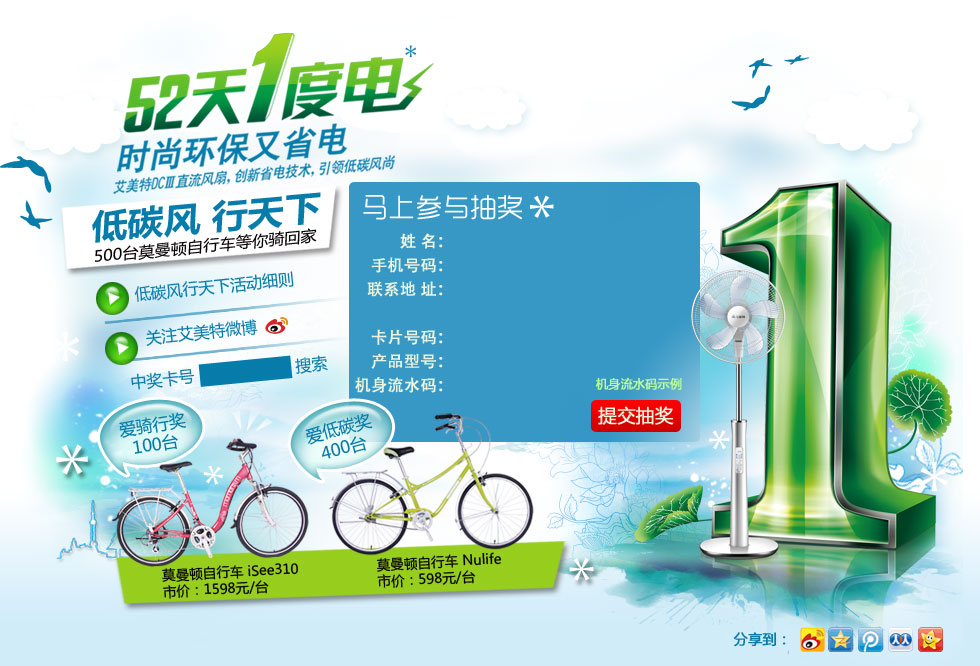 52天1度电*
时尚环保又省电
艾美特DCⅢ直流风扇,创新省电技术,引领低碳风尚
低碳风 行天下
500台莫曼顿自行车等你骑回家
低碳风行天下活动细则
关注艾美特微博
中奖卡号 搜索
马上参与抽奖
姓 名:
手机号码:
联系地 址:
卡片号码:
产品型号:
机身流水码:
机身流水码示例
提交抽奖
爱骑行奖
100台
爱低碳奖
400台
莫曼顿自行车 iSee310
市价：1598元/台
莫曼顿自行车 Nulife
市价：598元/台
分享到：